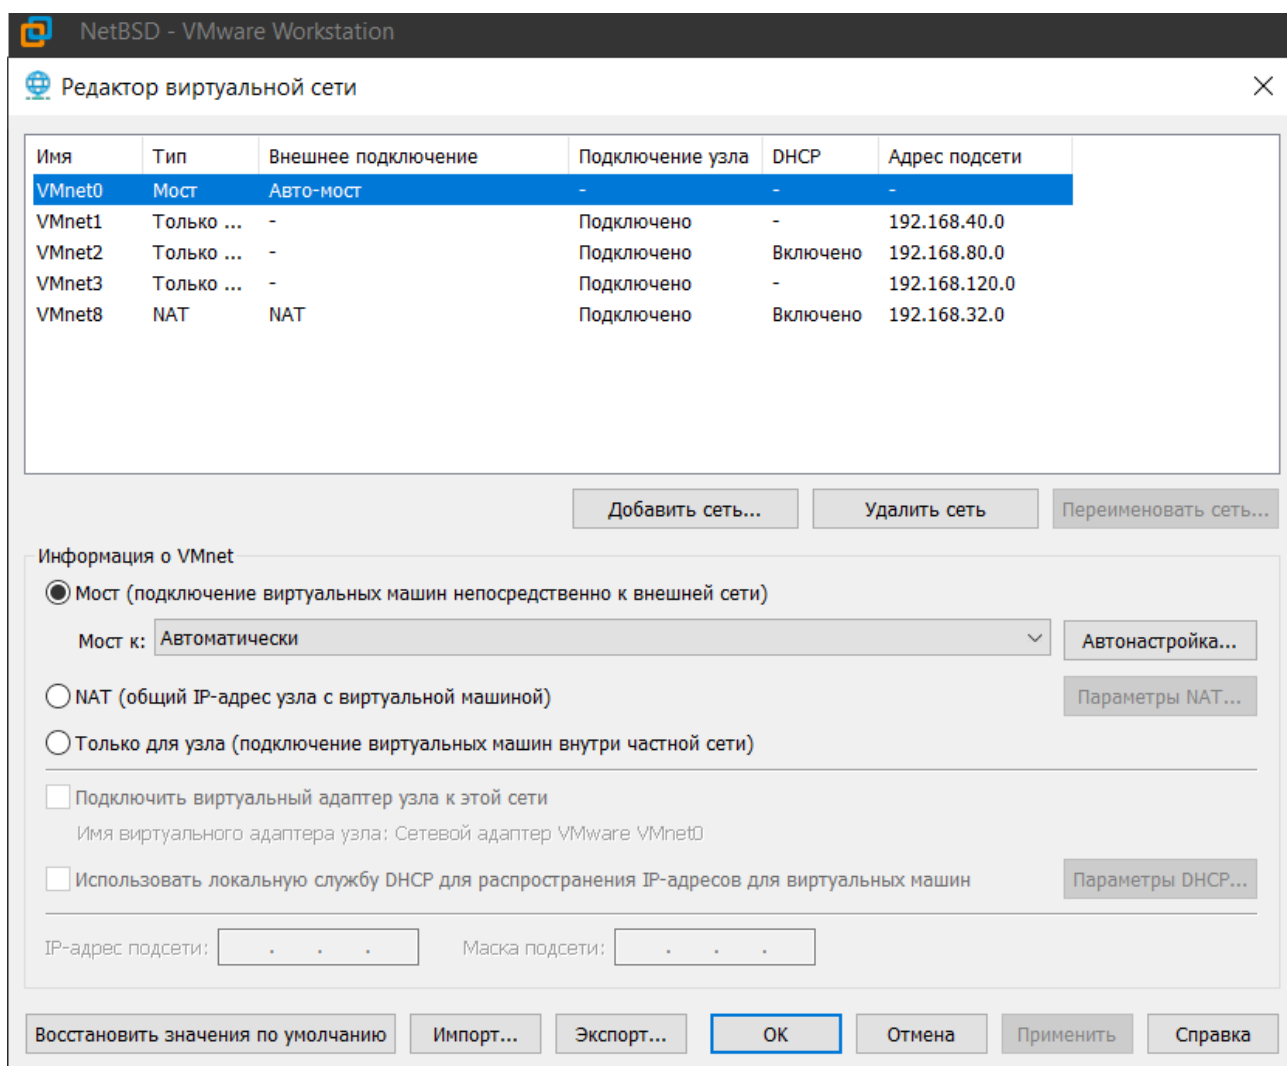 NetBSD - VMware Workstation
Редактор виртуальной сети
Имя Тип Внешнее подключение Подключение узла DHCP Адрес подсети
VMnet0 Мост Авто-мост - - -
VMnet1 Только ... - Подключено - 192.168.40.0
VMnet2 Только ... - Подключено Включено 192.168.80.0
VMnet3 Только ... - Подключено - 192.168.120.0
VMnet8 NAT NAT Подключено Включено 192.168.32.0
Добавить сеть... Удалить сеть Переименовать сеть...
Информация о VMnet
Мост (подключение виртуальных машин непосредственно к внешней сети)
Мост к: Автоматически Автонастройка...
NAT (общий IP-адрес узла с виртуальной машиной) Параметры NAT...
Только для узла (подключение виртуальных машин внутри частной сети)
Подключить виртуальный адаптер узла к этой сети
Имя виртуального адаптера узла: Сетевой адаптер VMware VMnet0
Использовать локальную службу DHCP для распространения IP-адресов для виртуальных машин Параметры DHCP...
IP-адрес подсети: . . . Маска подсети: . . .
Восстановить значения по умолчанию Импорт... Экспорт... ОК Отмена Применить Справка